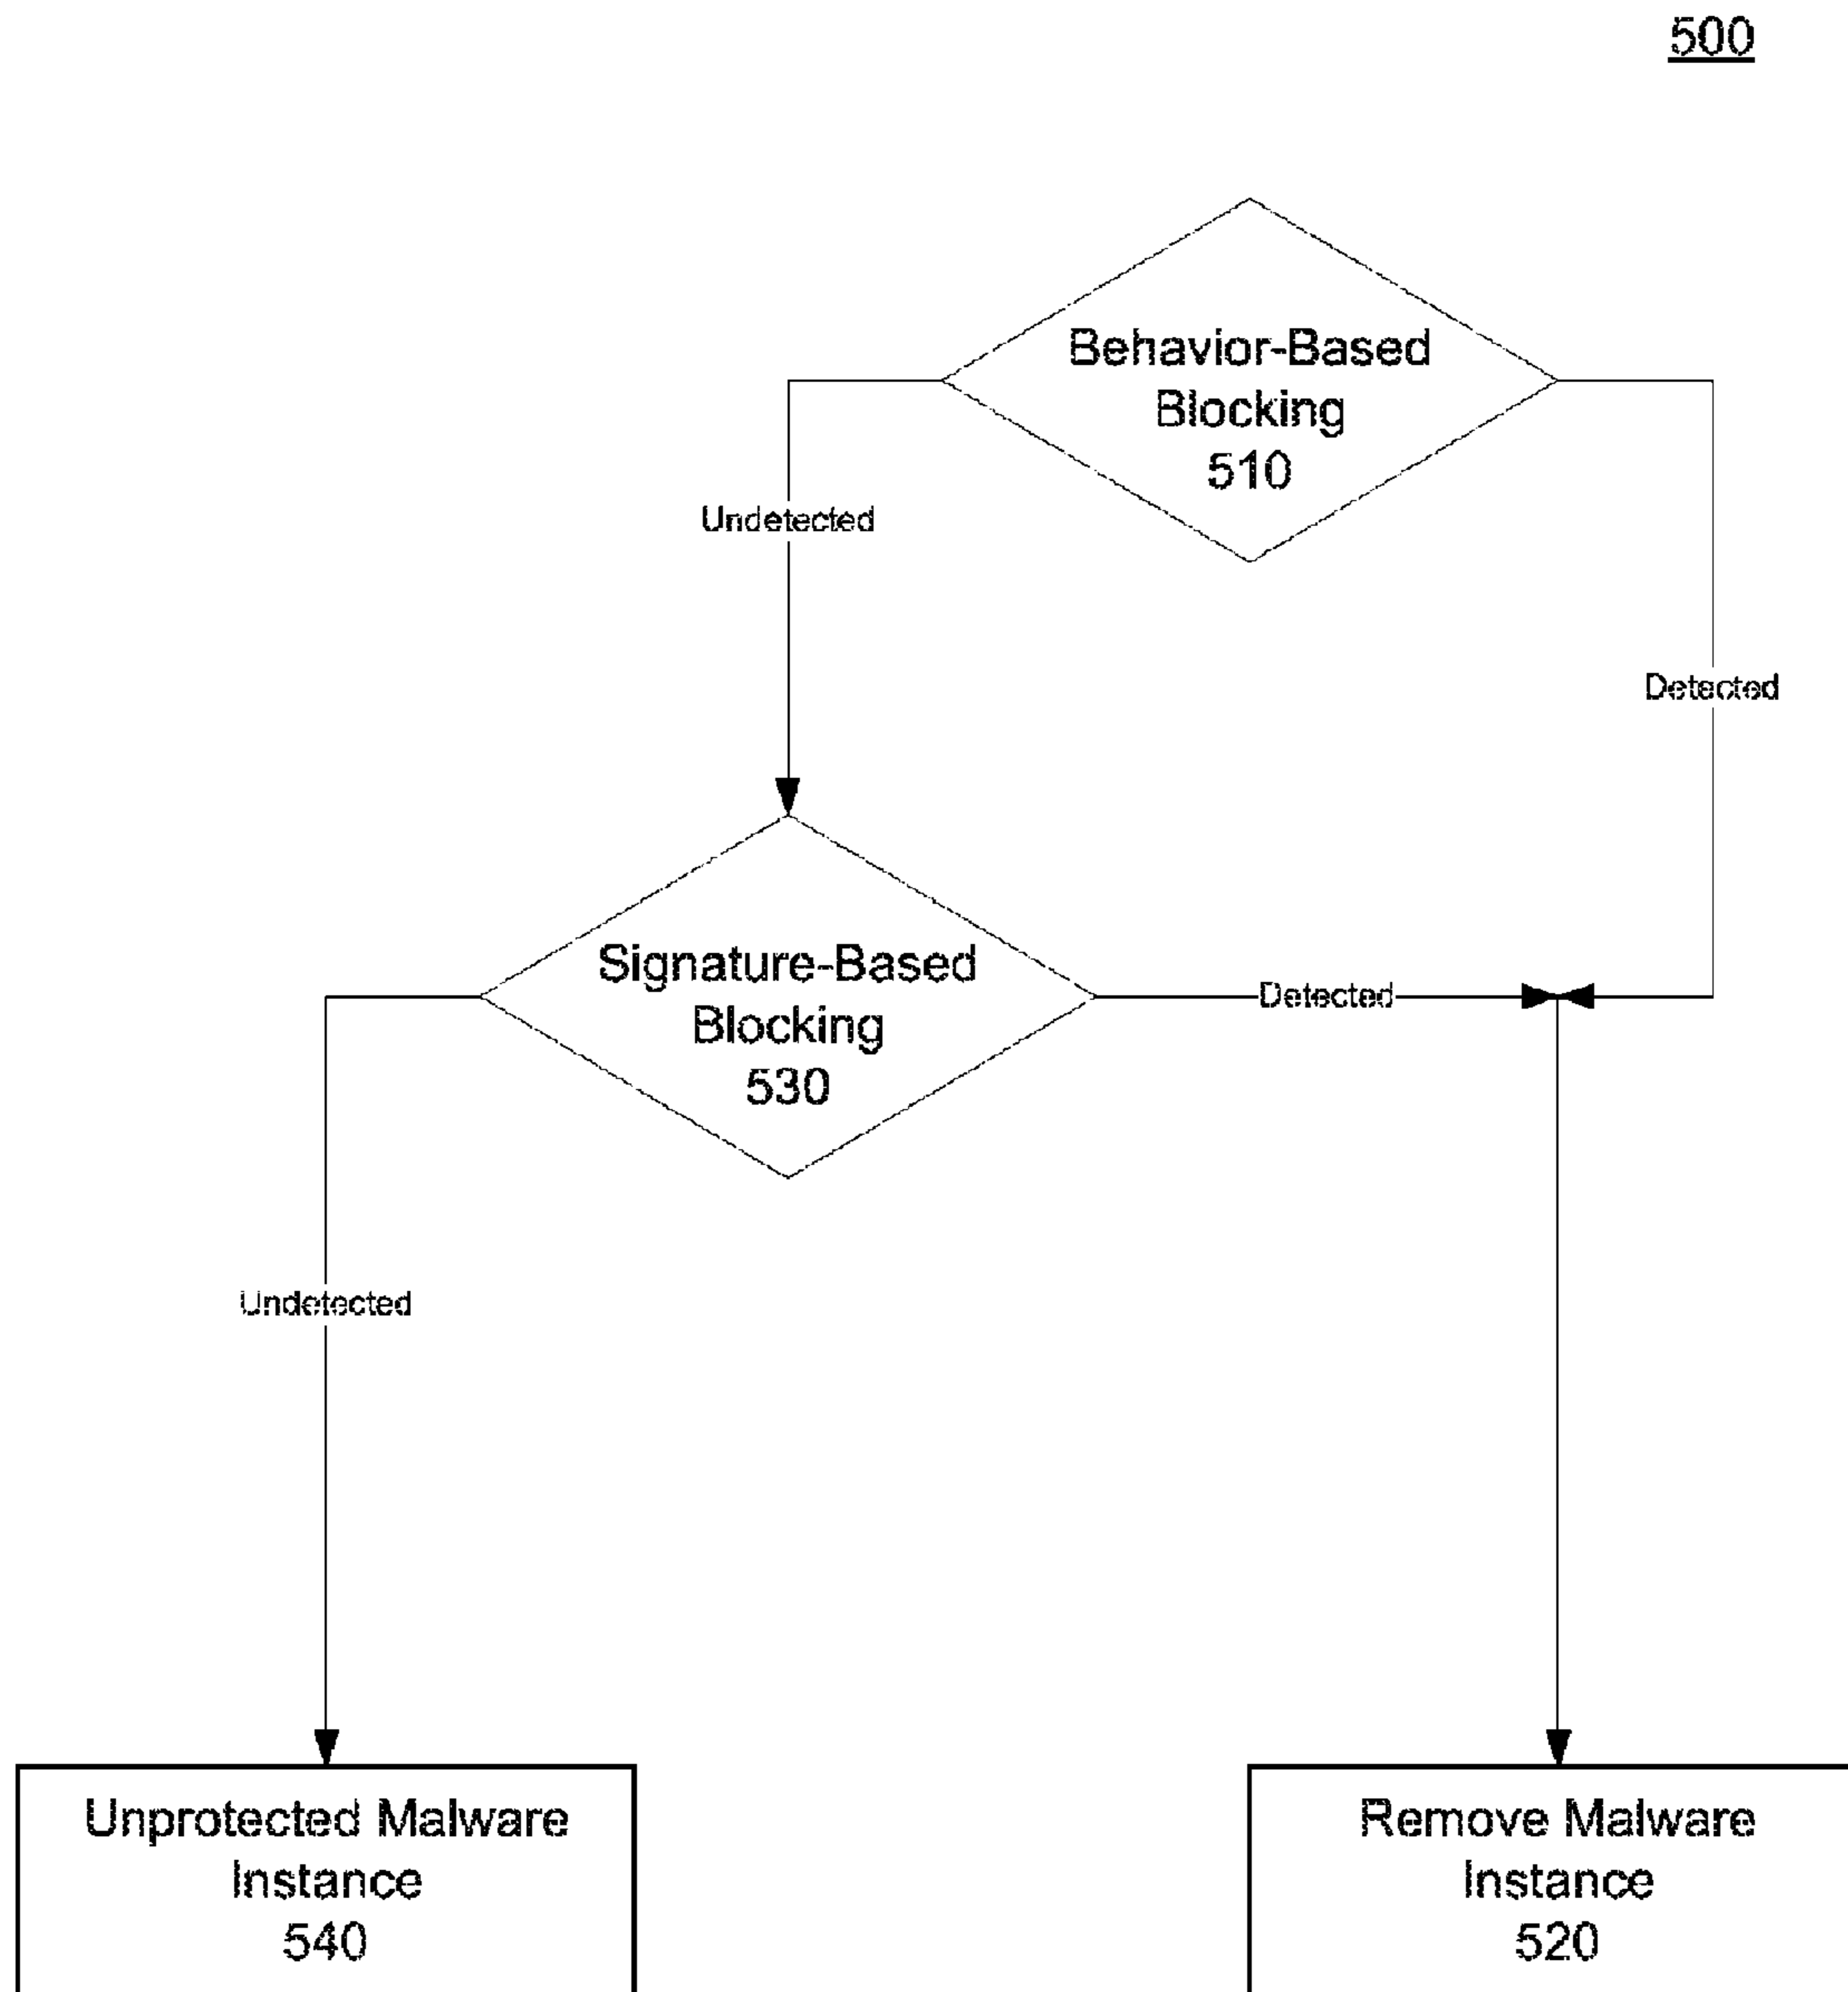 500
Behavior-Based
Blocking
510
Undetected
Detected
Signature-Based
Blocking
530
Detected
Undetected
Unprotected Malware
Instance
540
Remove Malware
Instance
520